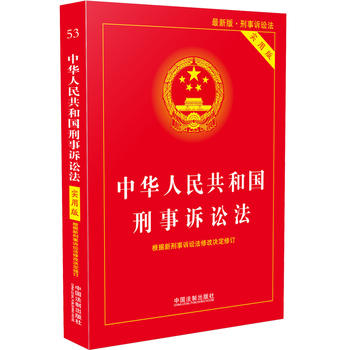 53
中华人民共和国刑事诉讼法
实用版
根据新刑事诉讼法修改决定修订
中国法制出版社
最新版·刑事诉讼法
实用版
中华人民共和国
刑事诉讼法
根据新刑事诉讼法修改决定修订
中国法制出版社